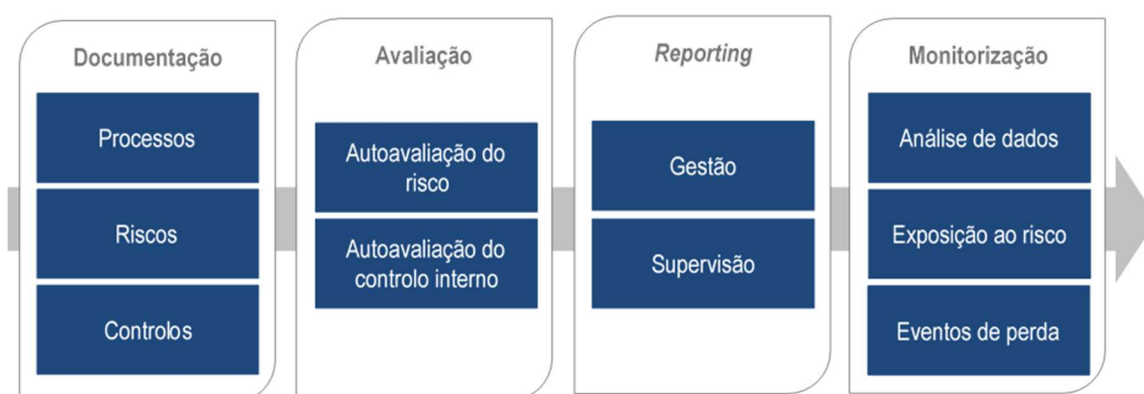 Documentação
Processos
Riscos
Controlos
Avaliação
Autoavaliação do
risco
Autoavaliação do
controlo interno
Reporting
Gestão
Supervisão
Monitorização
Análise de dados
Exposição ao risco
Eventos de perda